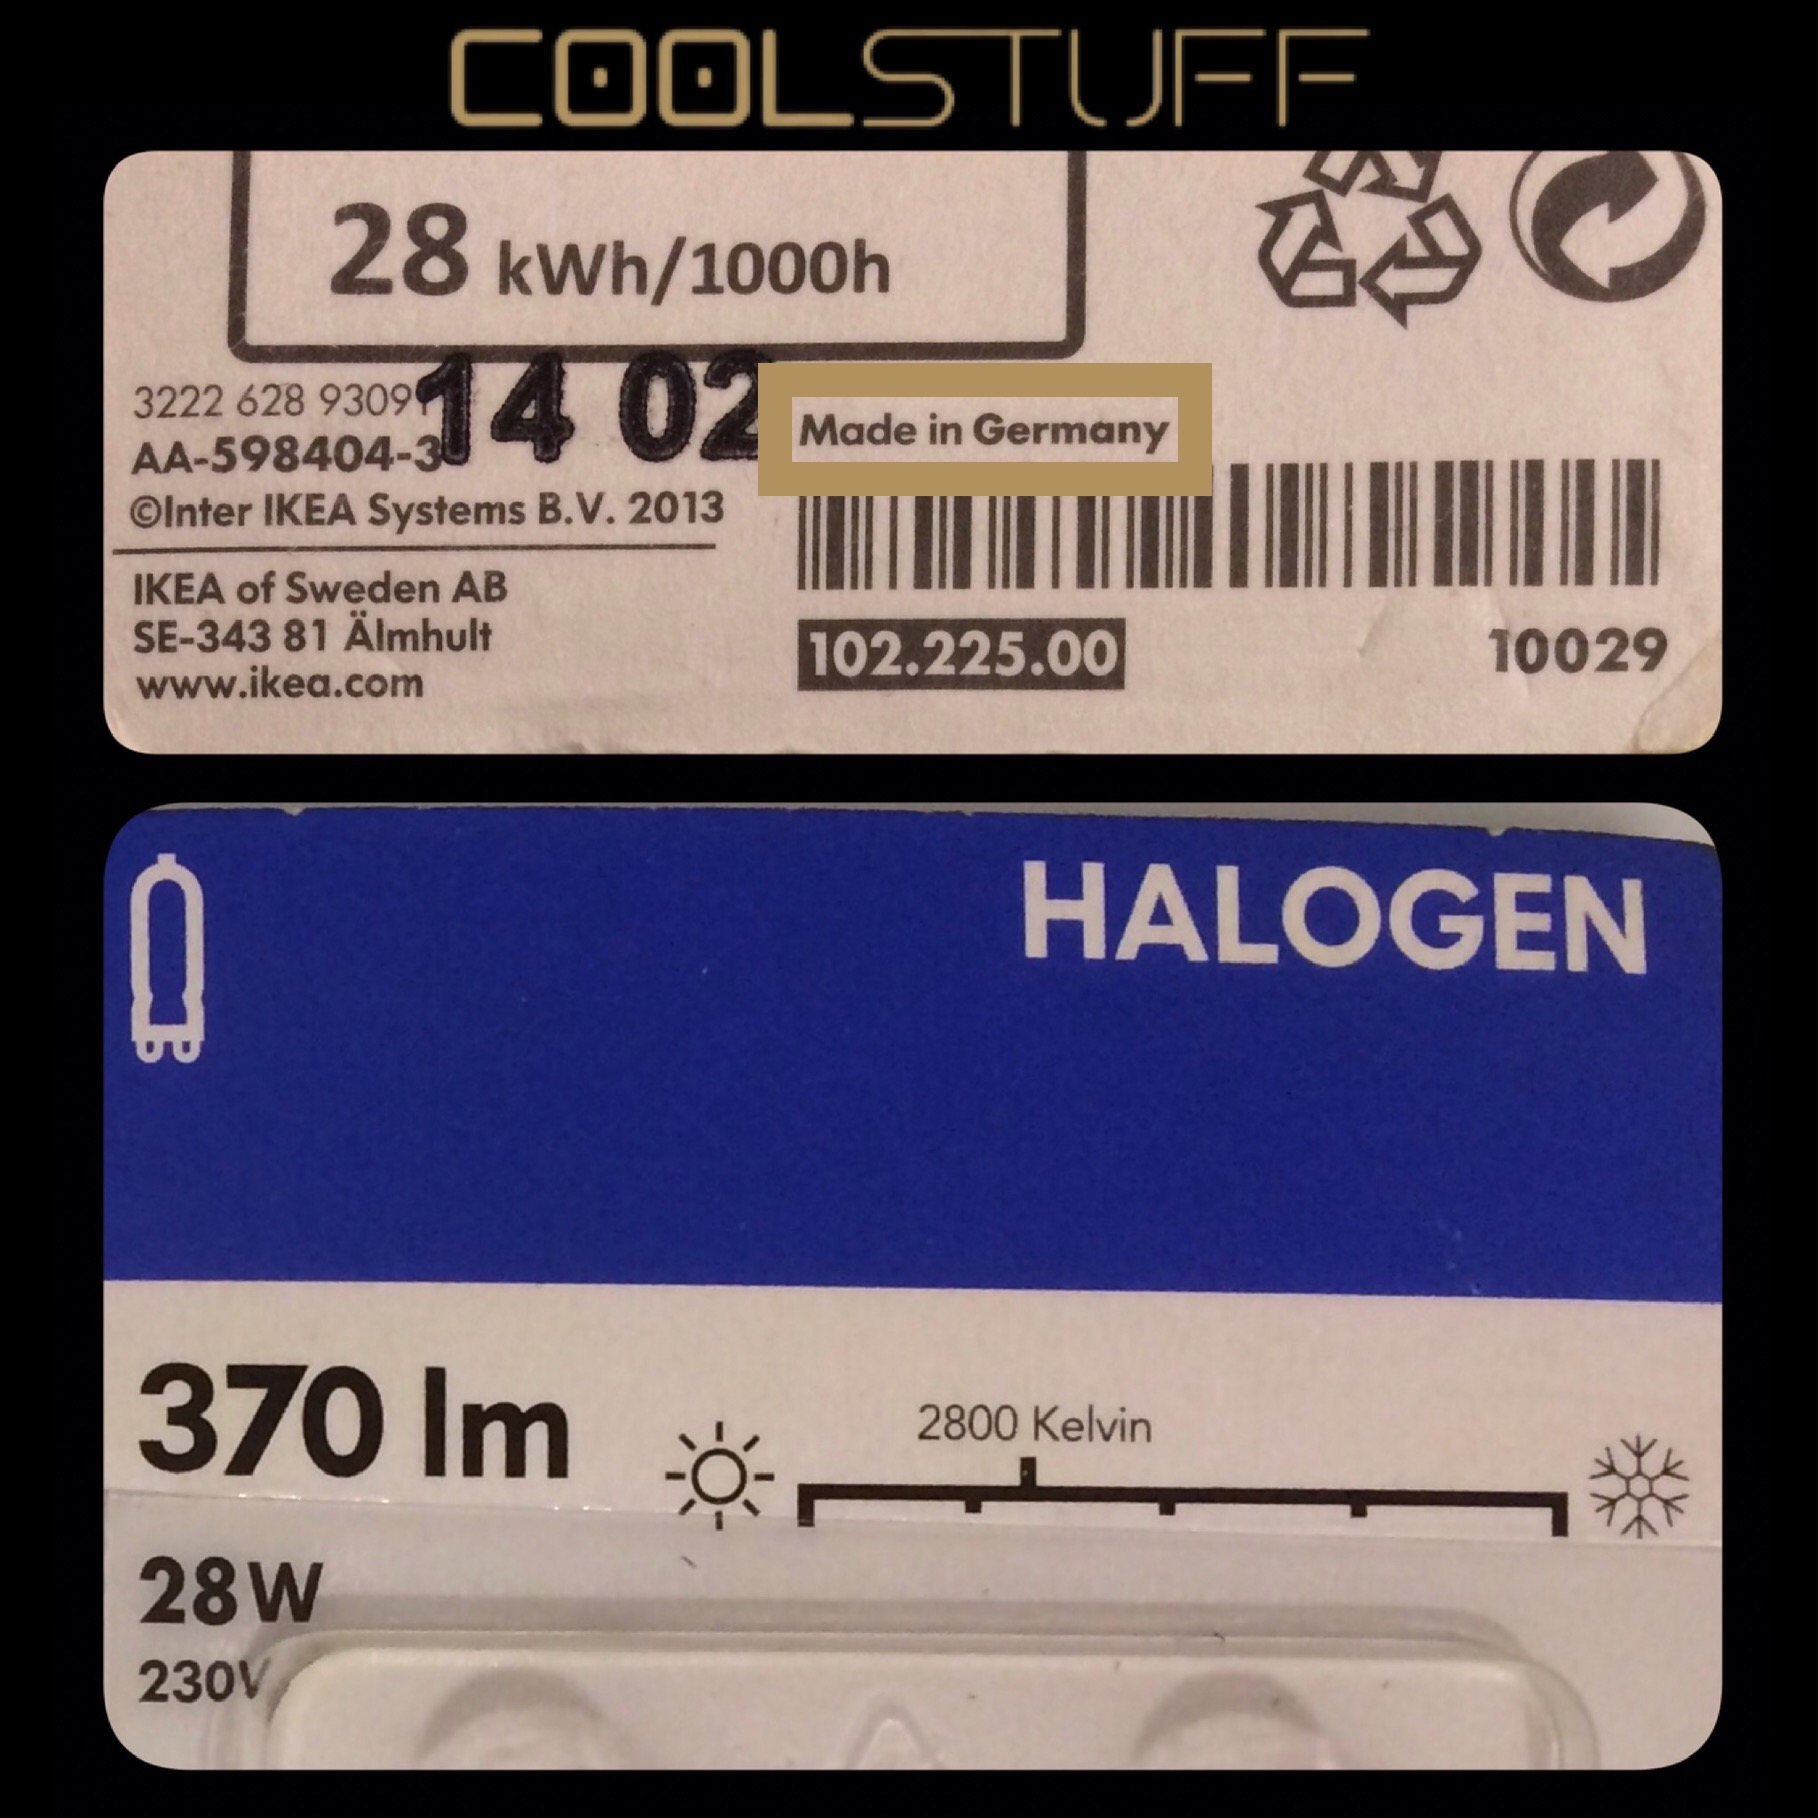 COOLSTUFF
28 kWh/1000h
14 02
3222 628 9309
AA-598404-3
©Inter IKEA Systems B.V. 2013
IKEA of Sweden AB
SE-343 81 Älmhult
www.ikea.com
Made in Germany
102.225.00
10029
HALOGEN
370 lm
2800 Kelvin
28W
230V